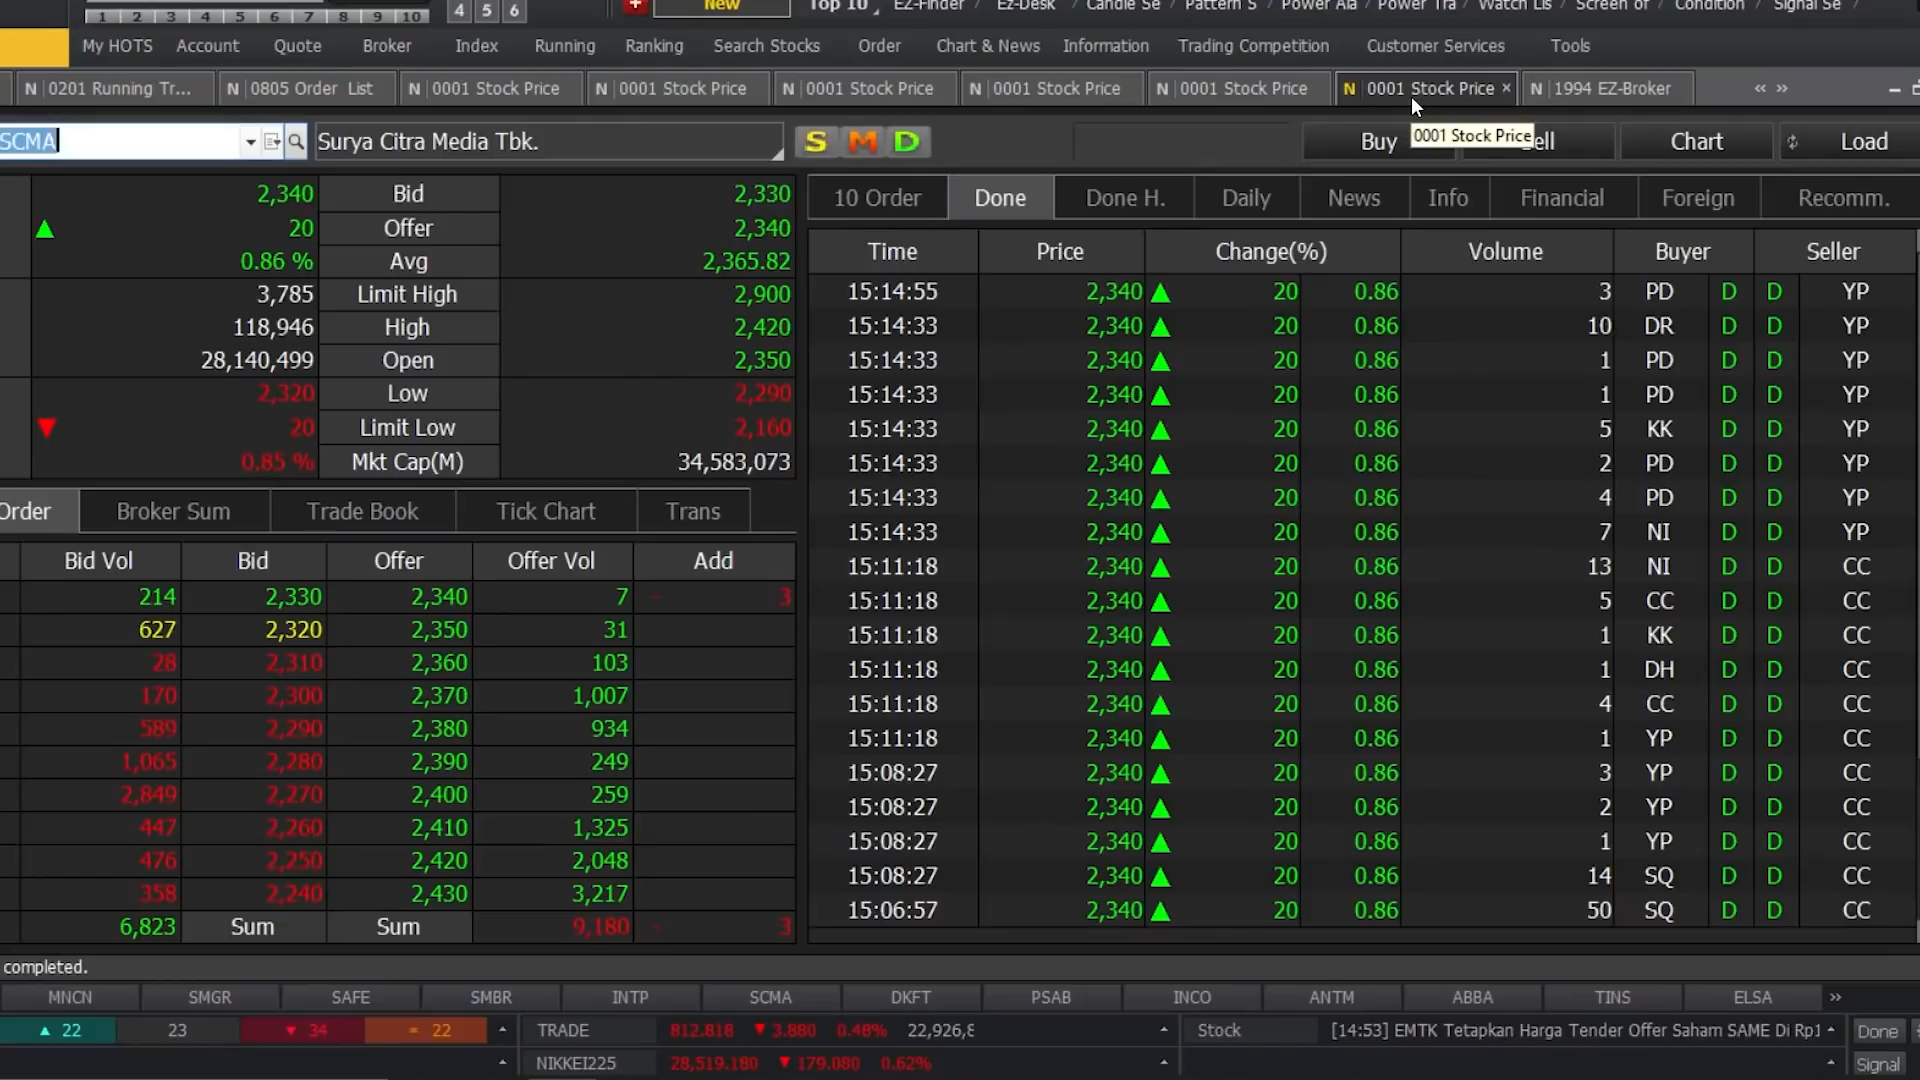 1 2 3 4 5 6 7 8 9 10 4 5 6 New Top 10 EZ-Finder / Ez-Desk / Candle Se / Pattern S / Power Ala / Power Tra / Watch Lis / Screen of / Condition / Signal Se
My HOTS Account Quote Broker Index Running Ranking Search Stocks Order Chart & News Information Trading Competition Customer Services Tools
N 0201 Running Tr... N 0805 Order List N 0001 Stock Price N 0001 Stock Price N 0001 Stock Price N 0001 Stock Price N 0001 Stock Price N 0001 Stock Price × N 1994 EZ-Broker « »
SCMA Surya Citra Media Tbk. S M D Buy 0001 Stock Price ell Chart Load
2,340 Bid 2,330
▲ 20 Offer 2,340
0.86 % Avg 2,365.82
3,785 Limit High 2,900
118,946 High 2,420
28,140,499 Open 2,350
2,320 Low 2,290
▼ 20 Limit Low 2,160
0.85 % Mkt Cap(M) 34,583,073
Order Broker Sum Trade Book Tick Chart Trans
Bid Vol Bid Offer Offer Vol Add
214 2,330 2,340 7 - 3
627 2,320 2,350 31
28 2,310 2,360 103
170 2,300 2,370 1,007
589 2,290 2,380 934
1,065 2,280 2,390 249
2,849 2,270 2,400 259
447 2,260 2,410 1,325
476 2,250 2,420 2,048
358 2,240 2,430 3,217
6,823 Sum Sum 9,180 - 3
10 Order Done Done H. Daily News Info Financial Foreign Recomm.
Time Price Change(%) Volume Buyer Seller
15:14:55 2,340 ▲ 20 0.86 3 PD D D YP
15:14:33 2,340 ▲ 20 0.86 10 DR D D YP
15:14:33 2,340 ▲ 20 0.86 1 PD D D YP
15:14:33 2,340 ▲ 20 0.86 1 PD D D YP
15:14:33 2,340 ▲ 20 0.86 5 KK D D YP
15:14:33 2,340 ▲ 20 0.86 2 PD D D YP
15:14:33 2,340 ▲ 20 0.86 4 PD D D YP
15:14:33 2,340 ▲ 20 0.86 7 NI D D YP
15:11:18 2,340 ▲ 20 0.86 13 NI D D CC
15:11:18 2,340 ▲ 20 0.86 5 CC D D CC
15:11:18 2,340 ▲ 20 0.86 1 KK D D CC
15:11:18 2,340 ▲ 20 0.86 1 DH D D CC
15:11:18 2,340 ▲ 20 0.86 4 CC D D CC
15:11:18 2,340 ▲ 20 0.86 1 YP D D CC
15:08:27 2,340 ▲ 20 0.86 3 YP D D CC
15:08:27 2,340 ▲ 20 0.86 2 YP D D CC
15:08:27 2,340 ▲ 20 0.86 1 YP D D CC
15:08:27 2,340 ▲ 20 0.86 14 SQ D D CC
15:06:57 2,340 ▲ 20 0.86 50 SQ D D CC
completed.
MNCN SMGR SAFE SMBR INTP SCMA DKFT PSAB INCO ANTM ABBA TINS ELSA »
▲ 22 23 ▼ 34 = 22 TRADE 812.818 ▼ 3.880 0.48% 22,926,8 Stock [14:53] EMTK Tetapkan Harga Tender Offer Saham SAME Di Rp1 Done
NIKKEI225 28,519.180 ▼ 179.080 0.62% Signal